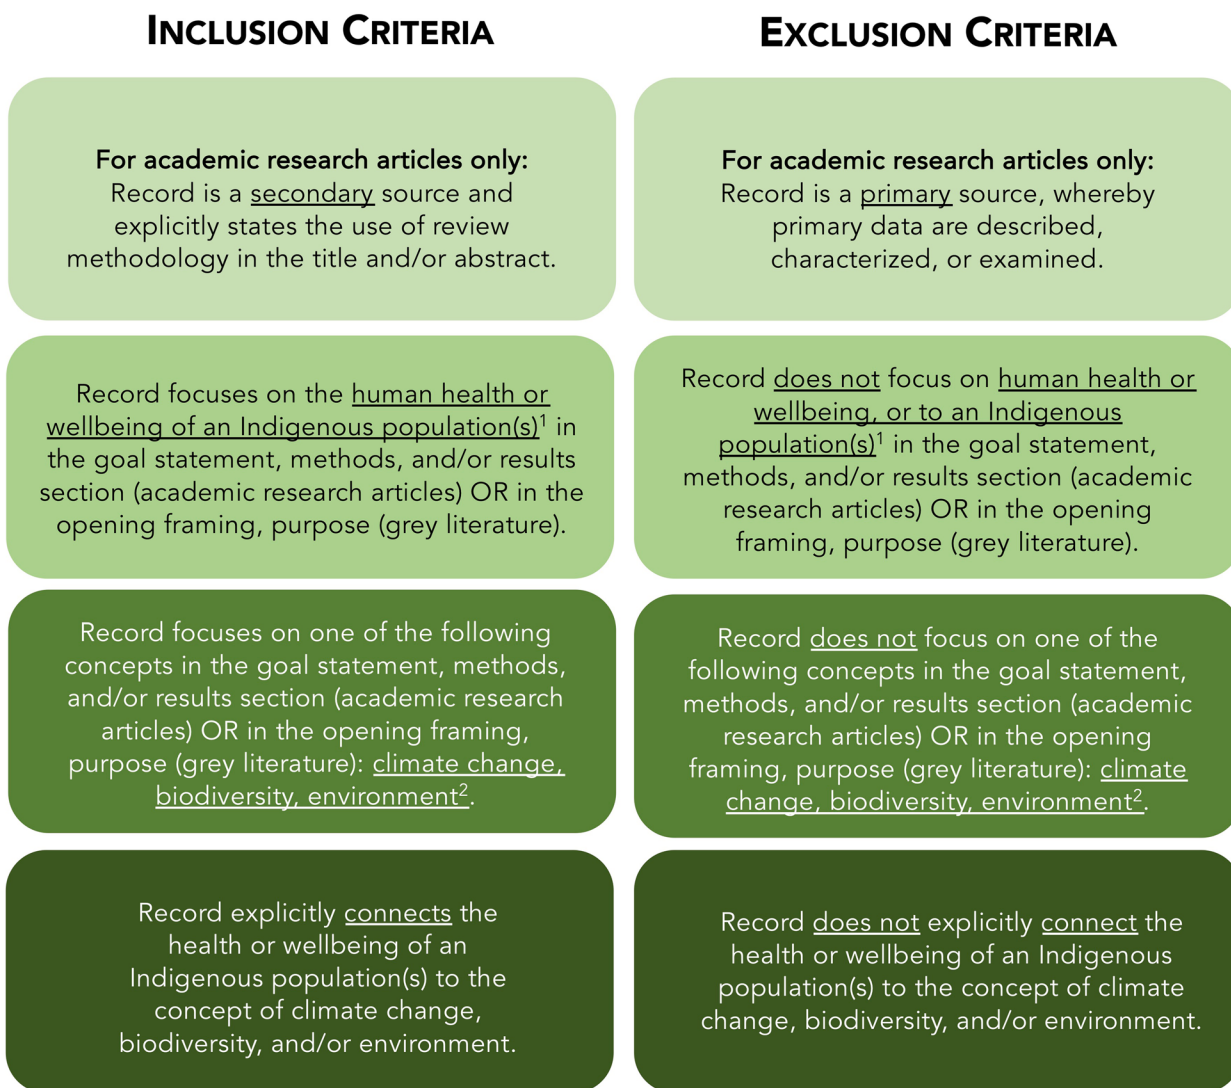 INCLUSION CRITERIA
For academic research articles only:
Record is a secondary source and
explicitly states the use of review
methodology in the title and/or abstract.
Record focuses on the human health or
wellbeing of an Indigenous population(s)¹ in
the goal statement, methods, and/or results
section (academic research articles) OR in the
opening framing, purpose (grey literature).
Record focuses on one of the following
concepts in the goal statement, methods,
and/or results section (academic research
articles) OR in the opening framing,
purpose (grey literature): climate change,
biodiversity, environment².
Record explicitly connects the
health or wellbeing of an
Indigenous population(s) to the
concept of climate change,
biodiversity, and/or environment.
EXCLUSION CRITERIA
For academic research articles only:
Record is a primary source, whereby
primary data are described,
characterized, or examined.
Record does not focus on human health or
wellbeing, or to an Indigenous
population(s)¹ in the goal statement,
methods, and/or results section (academic
research articles) OR in the opening
framing, purpose (grey literature).
Record does not focus on one of the
following concepts in the goal statement,
methods, and/or results section (academic
research articles) OR in the opening
framing, purpose (grey literature): climate
change, biodiversity, environment².
Record does not explicitly connect the
health or wellbeing of an Indigenous
population(s) to the concept of climate
change, biodiversity, and/or environment.